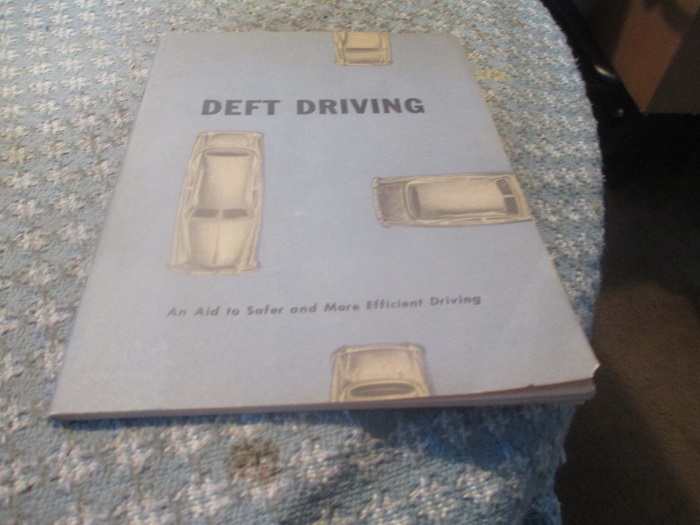 DEFT DRIVING
An Aid to Safer and More Efficient Driving